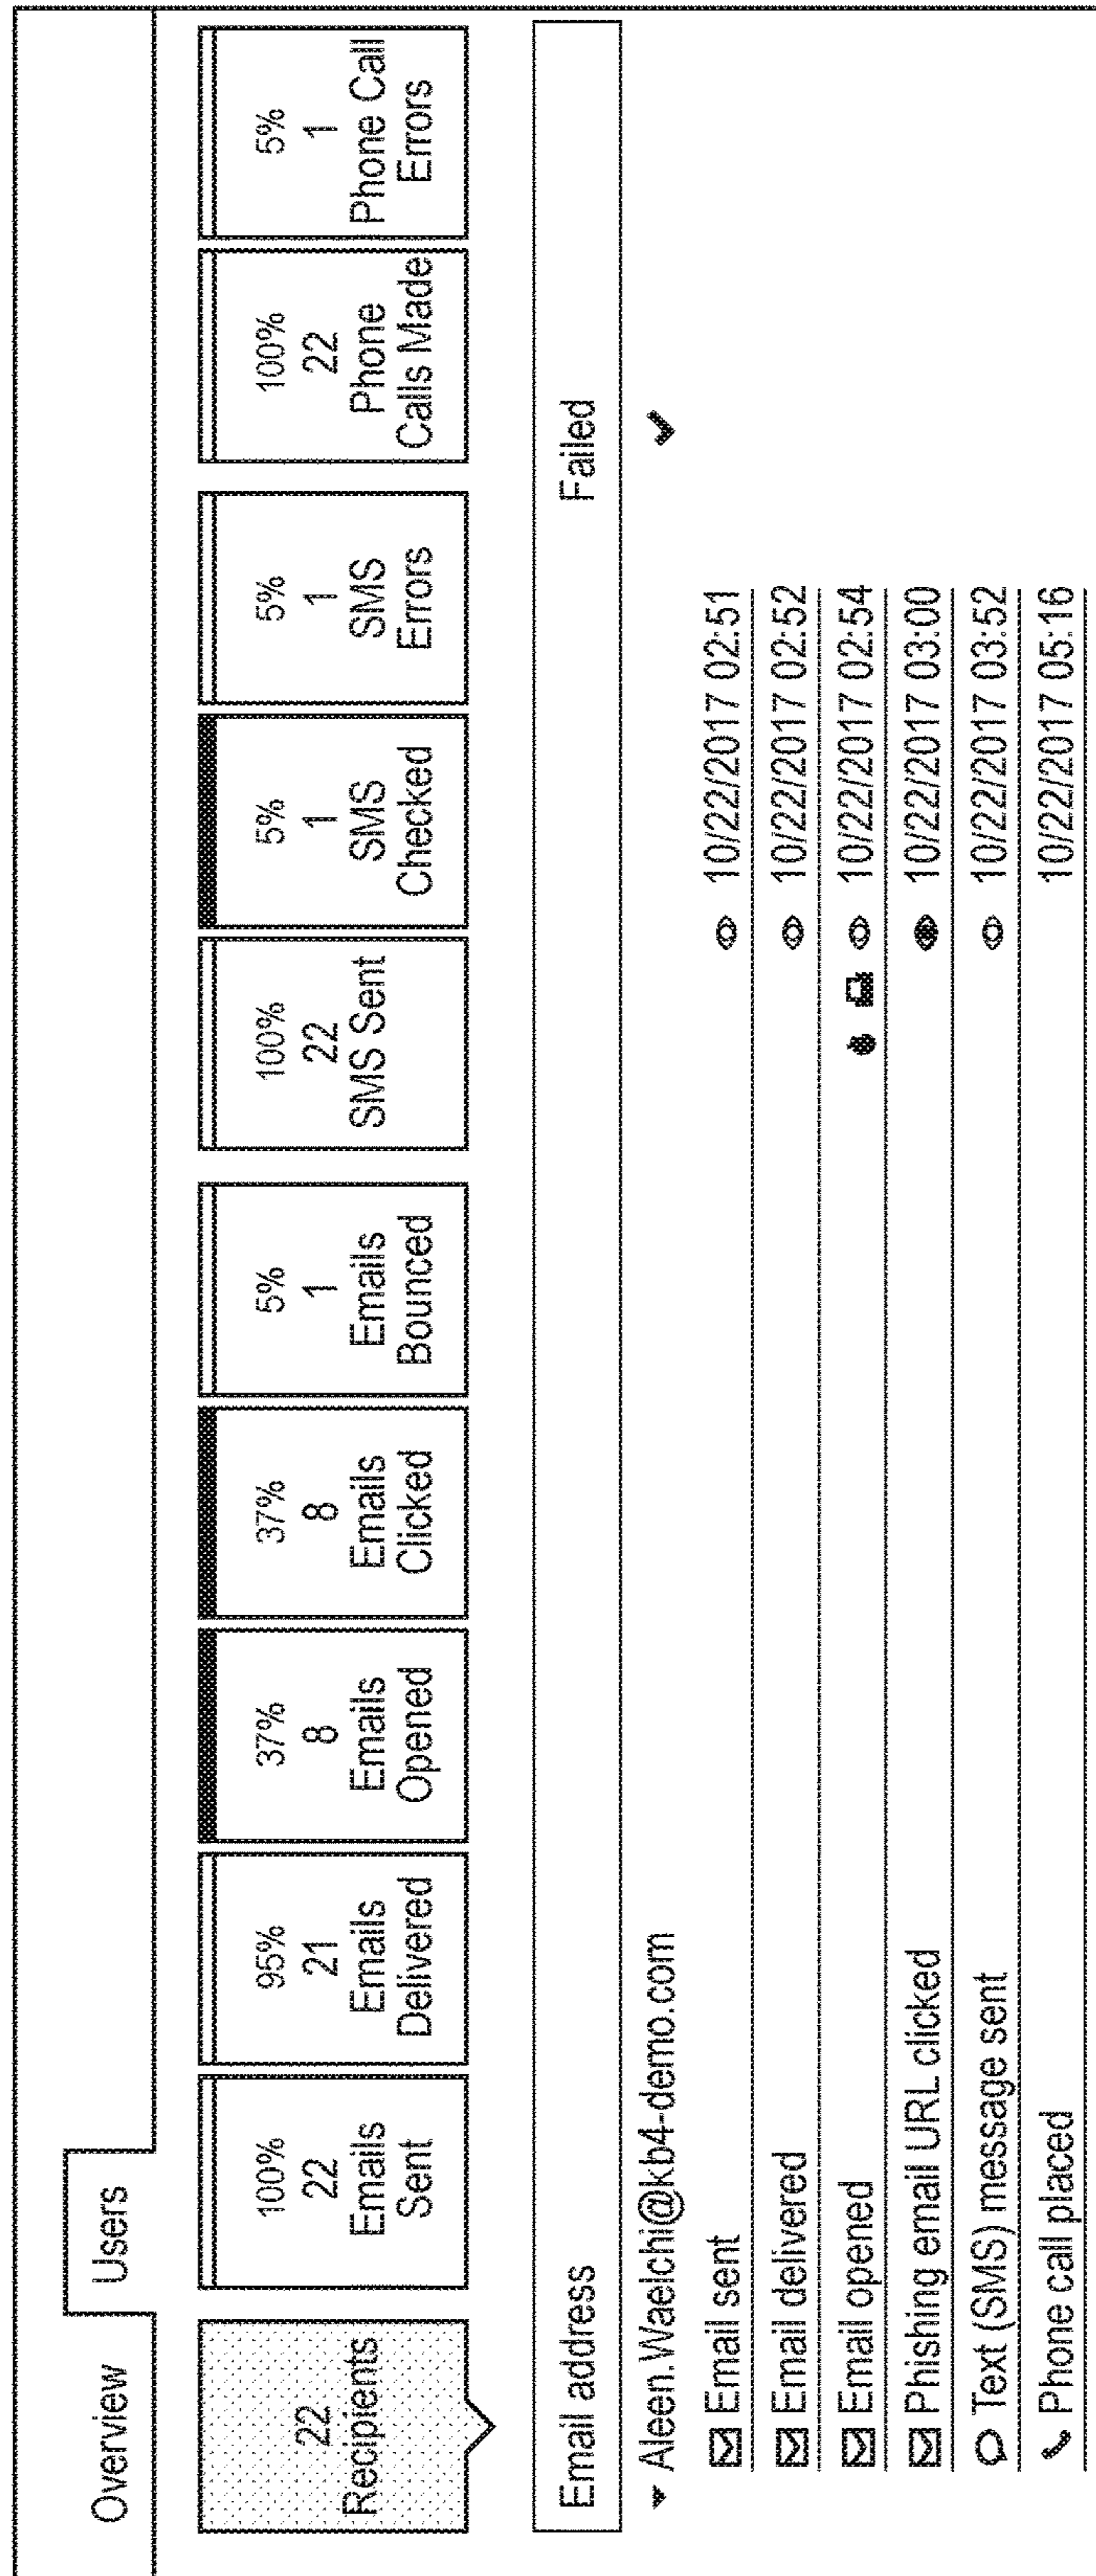 Overview
Users
22
Recipients
100%
22
Emails
Sent
95%
21
Emails
Delivered
37%
8
Emails
Opened
37%
8
Emails
Clicked
5%
1
Emails
Bounced
100%
22
SMS Sent
5%
1
SMS
Checked
5%
1
SMS
Errors
100%
22
Phone
Calls Made
5%
1
Phone Call
Errors
Email address Failed
Aleen.Waelchi@kb4-demo.com
Email sent 10/22/2017 02:51
Email delivered 10/22/2017 02:52
Email opened 10/22/2017 02:54
Phishing email URL clicked 10/22/2017 03:00
Text (SMS) message sent 10/22/2017 03:52
Phone call placed 10/22/2017 05:16